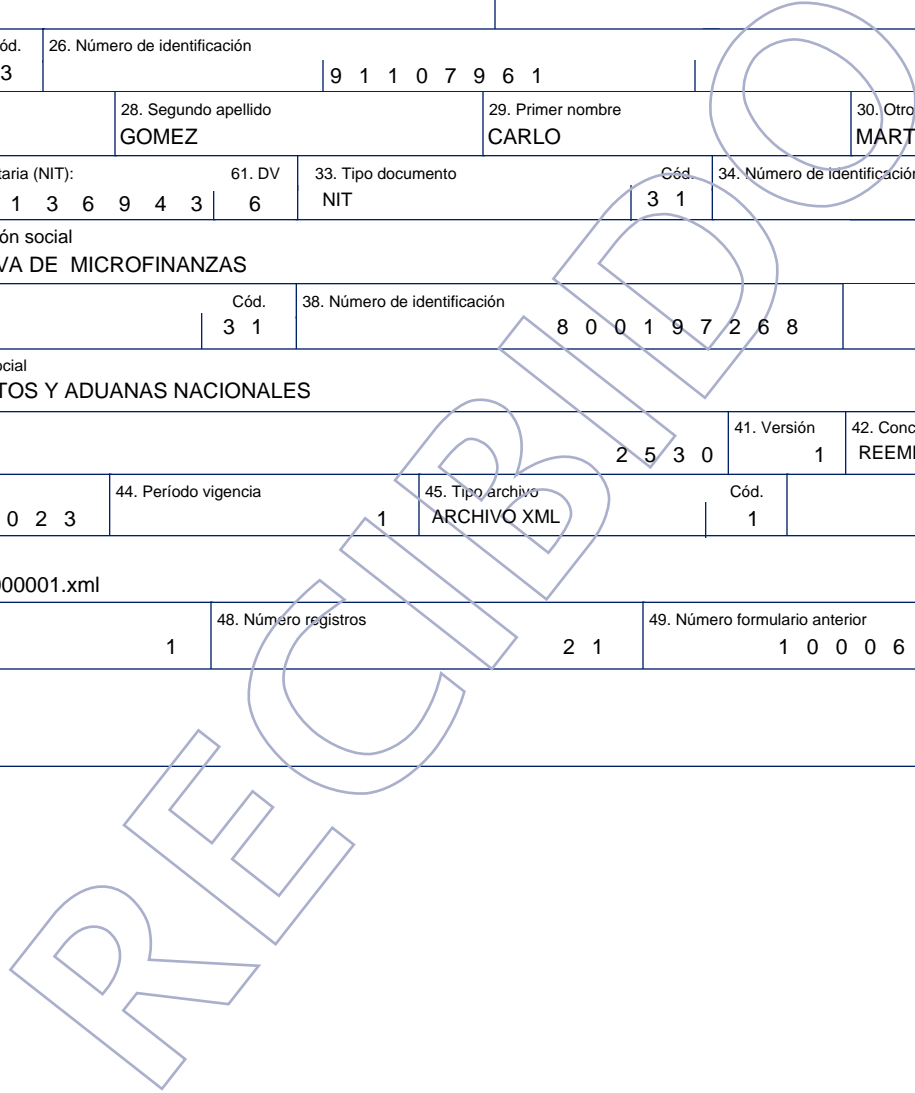 ód. 26. Número de identificación
3 9 1 1 0 7 9 6 1
28. Segundo apellido 29. Primer nombre 30. Otro
GOMEZ CARLO MART
taria (NIT): 61. DV 33. Tipo documento Cód. 34. Número de identificación
1 3 6 9 4 3 6 NIT 3 1
ón social
VA DE MICROFINANZAS
Cód. 38. Número de identificación
3 1 8 0 0 1 9 7 2 6 8
ocial
TOS Y ADUANAS NACIONALES
41. Versión 42. Conc
2 5 3 0 1 REEM
44. Período vigencia 45. Tipo archivo Cód.
0 2 3 1 ARCHIVO XML 1
000001.xml
48. Número registros 49. Número formulario anterior
1 2 1 1 0 0 0 6
RECIBIDO